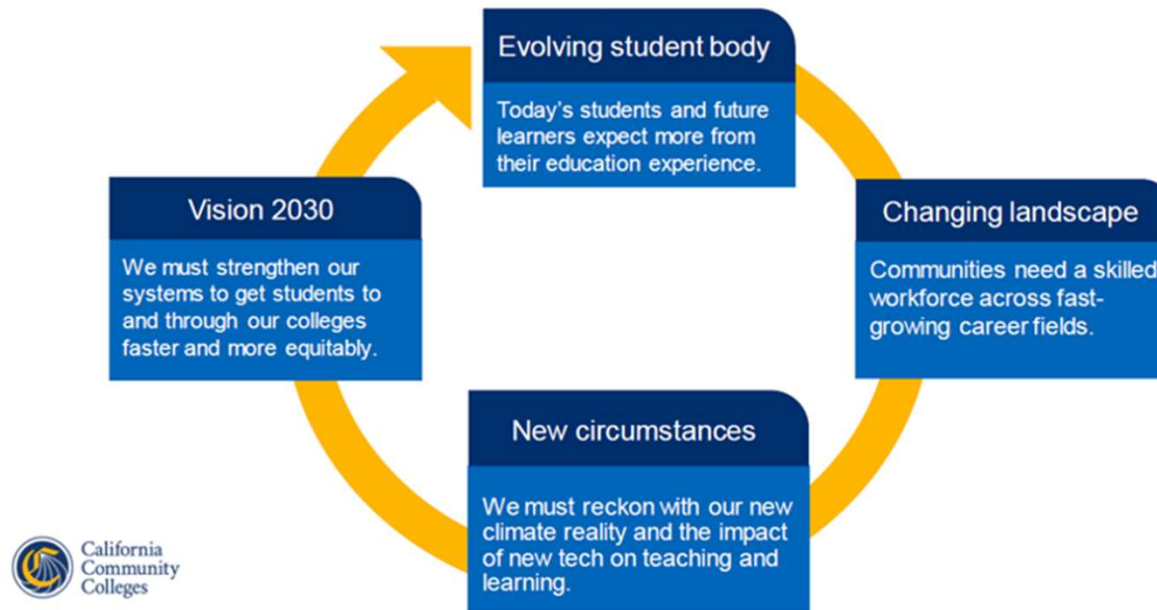 Evolving student body
Today's students and future
learners expect more from
their education experience.
Changing landscape
Communities need a skilled
workforce across fast-
growing career fields.
New circumstances
We must reckon with our new
climate reality and the impact
of new tech on teaching and
learning.
Vision 2030
We must strengthen our
systems to get students to
and through our colleges
faster and more equitably.
California
Community
Colleges